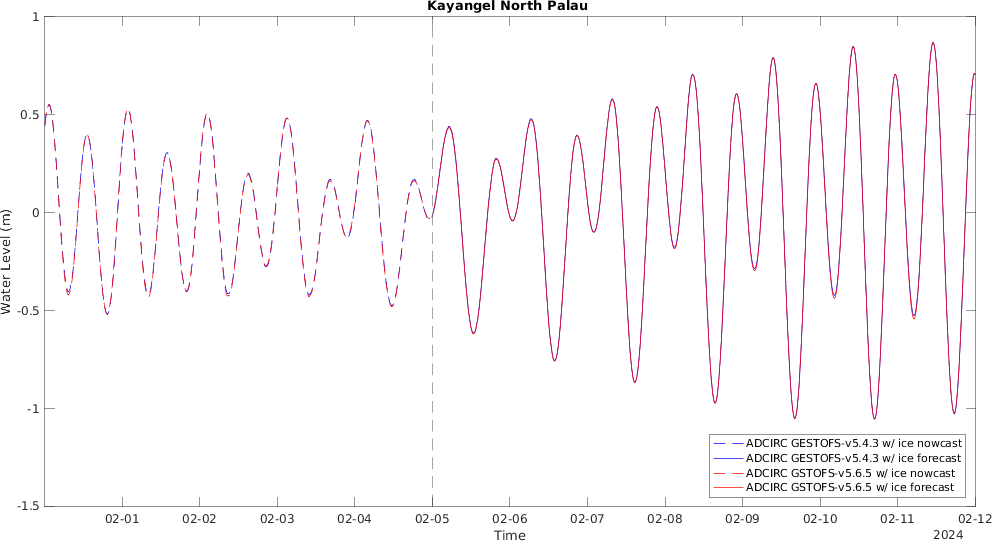 Kayangel North Palau
1
0.5
0
-0.5
-1
-1.5
Water Level (m)
02-01 02-02 02-03 02-04 02-05 02-06 02-07 02-08 02-09 02-10 02-11 02-12
Time
2024
ADCIRC GESTOFS-v5.4.3 w/ ice nowcast
ADCIRC GESTOFS-v5.4.3 w/ ice forecast
ADCIRC GSTOFS-v5.6.5 w/ ice nowcast
ADCIRC GSTOFS-v5.6.5 w/ ice forecast